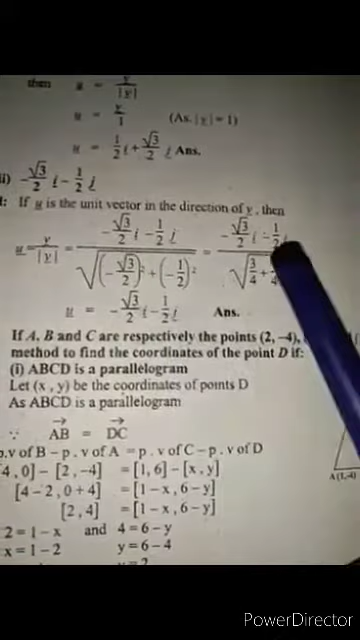 then u = v / |v|
u = v / 1 (As, |v| = 1)
u = 1/2 i + √3/2 j Ans.
ii) -√3/2 i - 1/2 j
If u is the unit vector in the direction of v, then
u = v / |v| = (-√3/2 i - 1/2 j) / √((-√3/2)² + (-1/2)²) = (-√3/2 i - 1/2 j) / √(3/4 +
u = -√3/2 i - 1/2 j Ans.
If A, B and C are respectively the points (2, -4),
method to find the coordinates of the point D if:
(i) ABCD is a parallelogram
Let (x , y) be the coordinates of points D
As ABCD is a parallelogram
∵ AB = DC
p.v of B – p. v of A = p. v of C – p. v of D
4, 0] – [2, –4] = [1, 6] – [x, y]
[4 – 2 , 0 + 4] = [1 – x , 6 – y]
[2, 4] = [1 – x , 6 – y]
2 = 1 – x and 4 = 6 – y
x = 1 – 2 y = 6 – 4
y = 2
PowerDirector